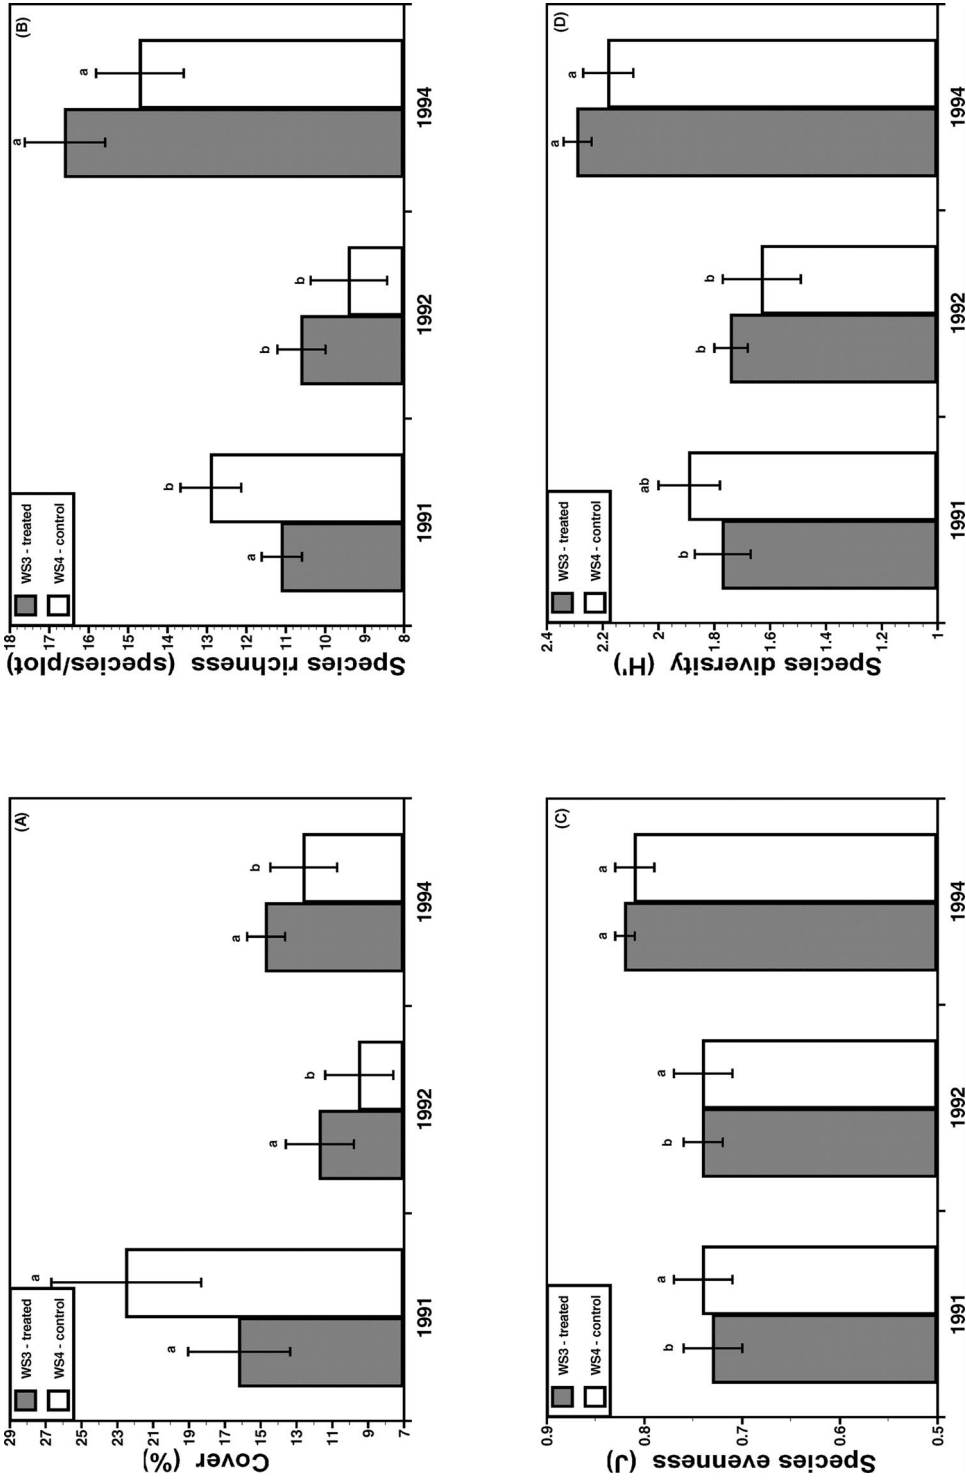 (A)
Cover (%)
29
27
25
23
21
19
17
15
13
11
9
7
WS3 - treated
WS4 - control
a
a
a
b
a
b
1991
1992
1994
(B)
Species richness (species/plot)
18
17
16
15
14
13
12
11
10
9
8
WS3 - treated
WS4 - control
a
b
b
b
a
a
1991
1992
1994
(C)
Species evenness (J)
0.9
0.8
0.7
0.6
0.5
WS3 - treated
WS4 - control
b
a
b
a
a
a
1991
1992
1994
(D)
Species diversity (H')
2.4
2.2
2
1.8
1.6
1.4
1.2
1
WS3 - treated
WS4 - control
b
ab
b
b
a
a
1991
1992
1994